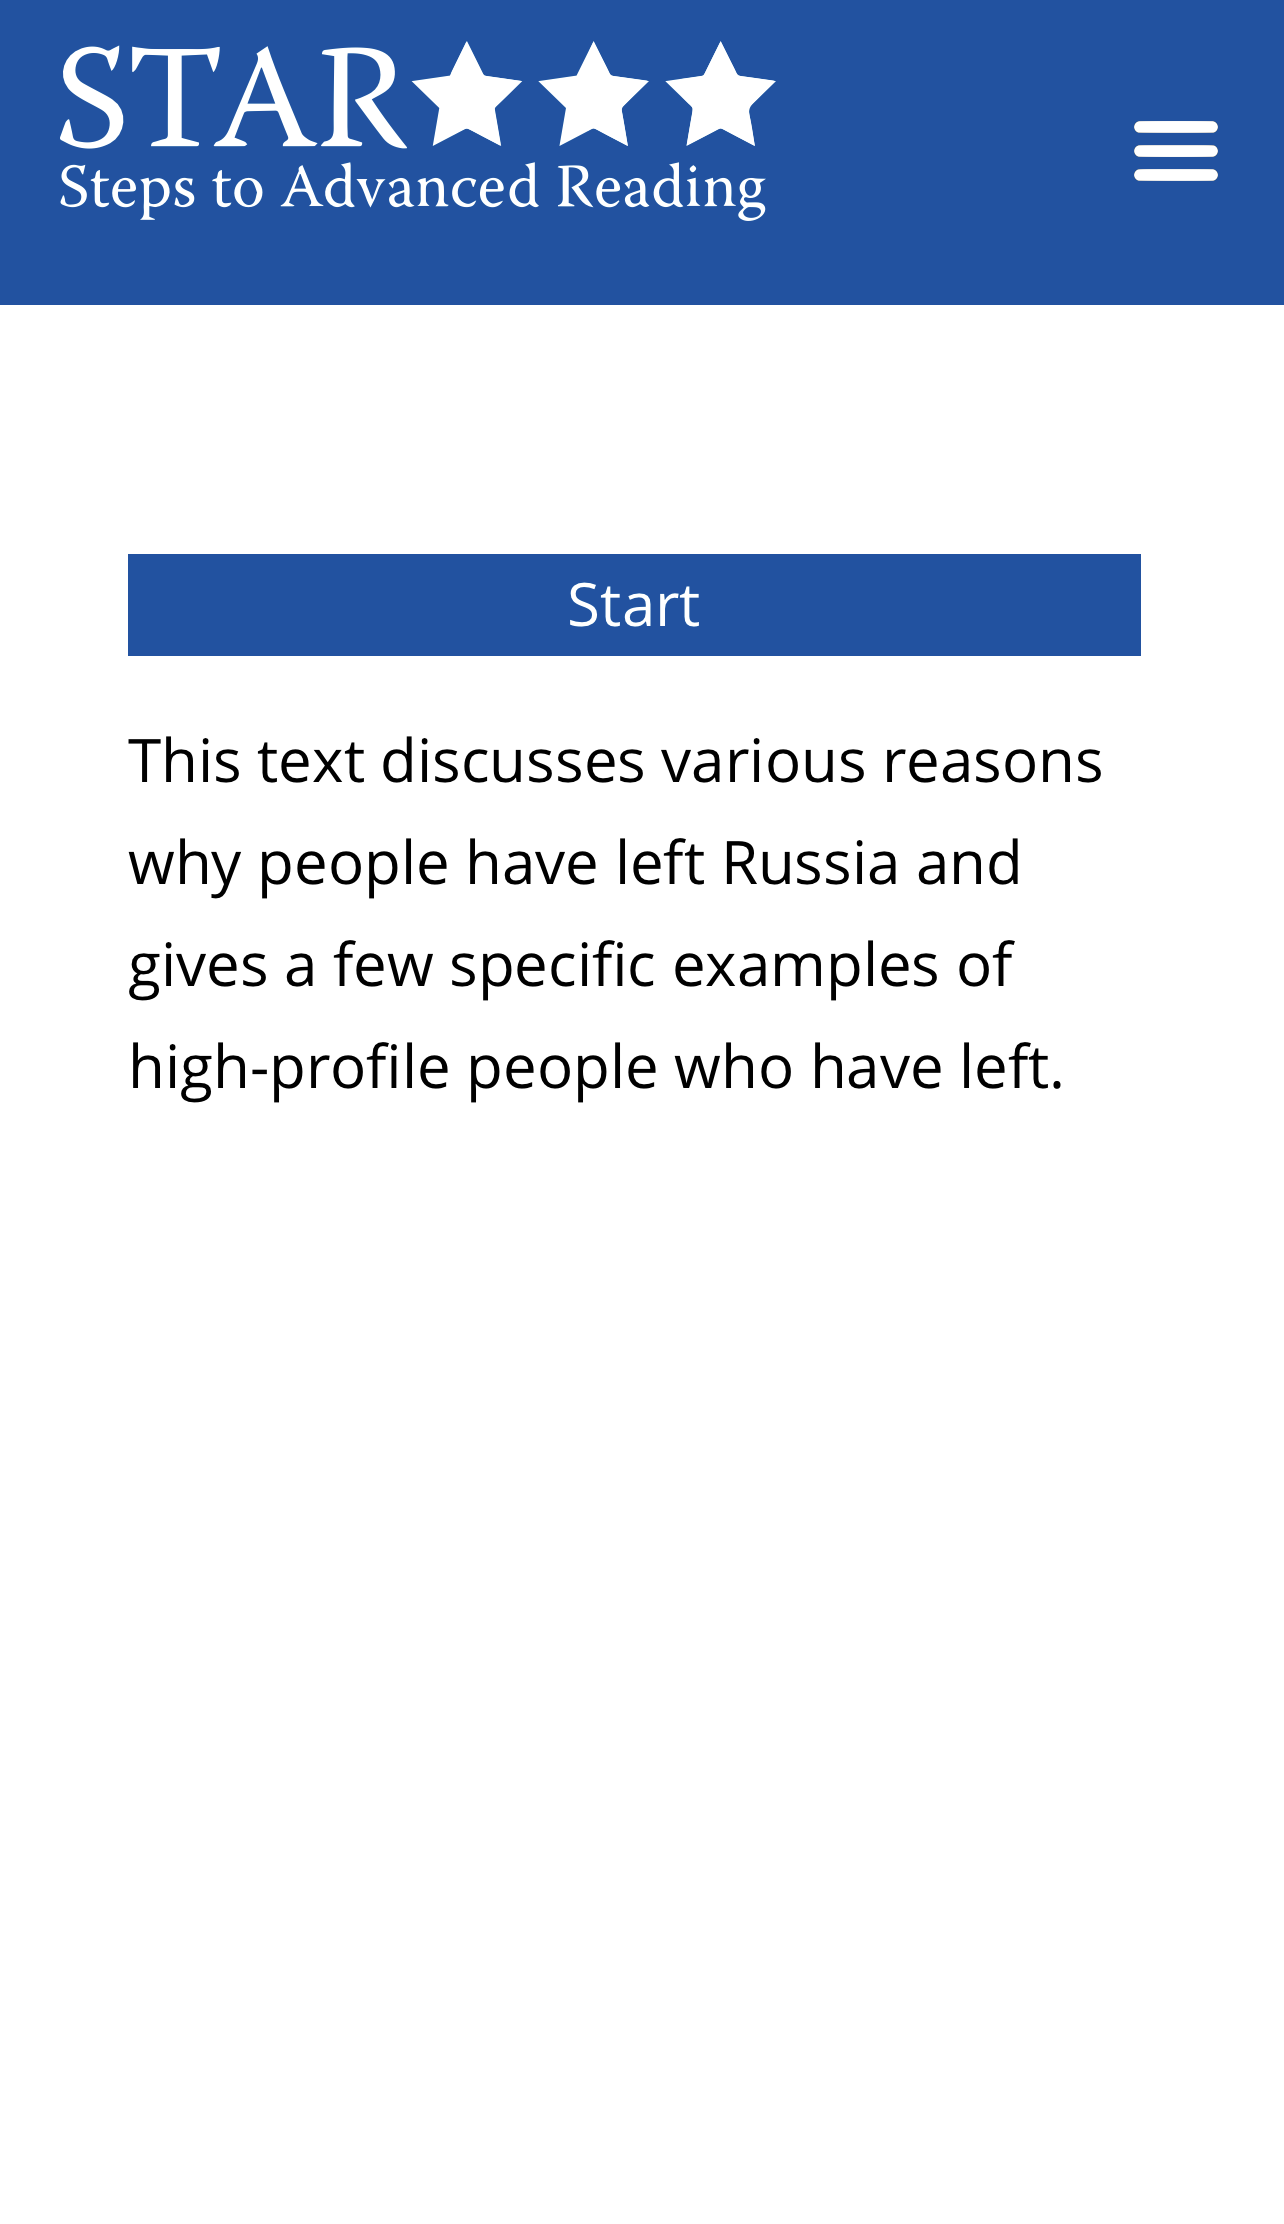 STAR
Steps to Advanced Reading
Start
This text discusses various reasons
why people have left Russia and
gives a few specific examples of
high-profile people who have left.